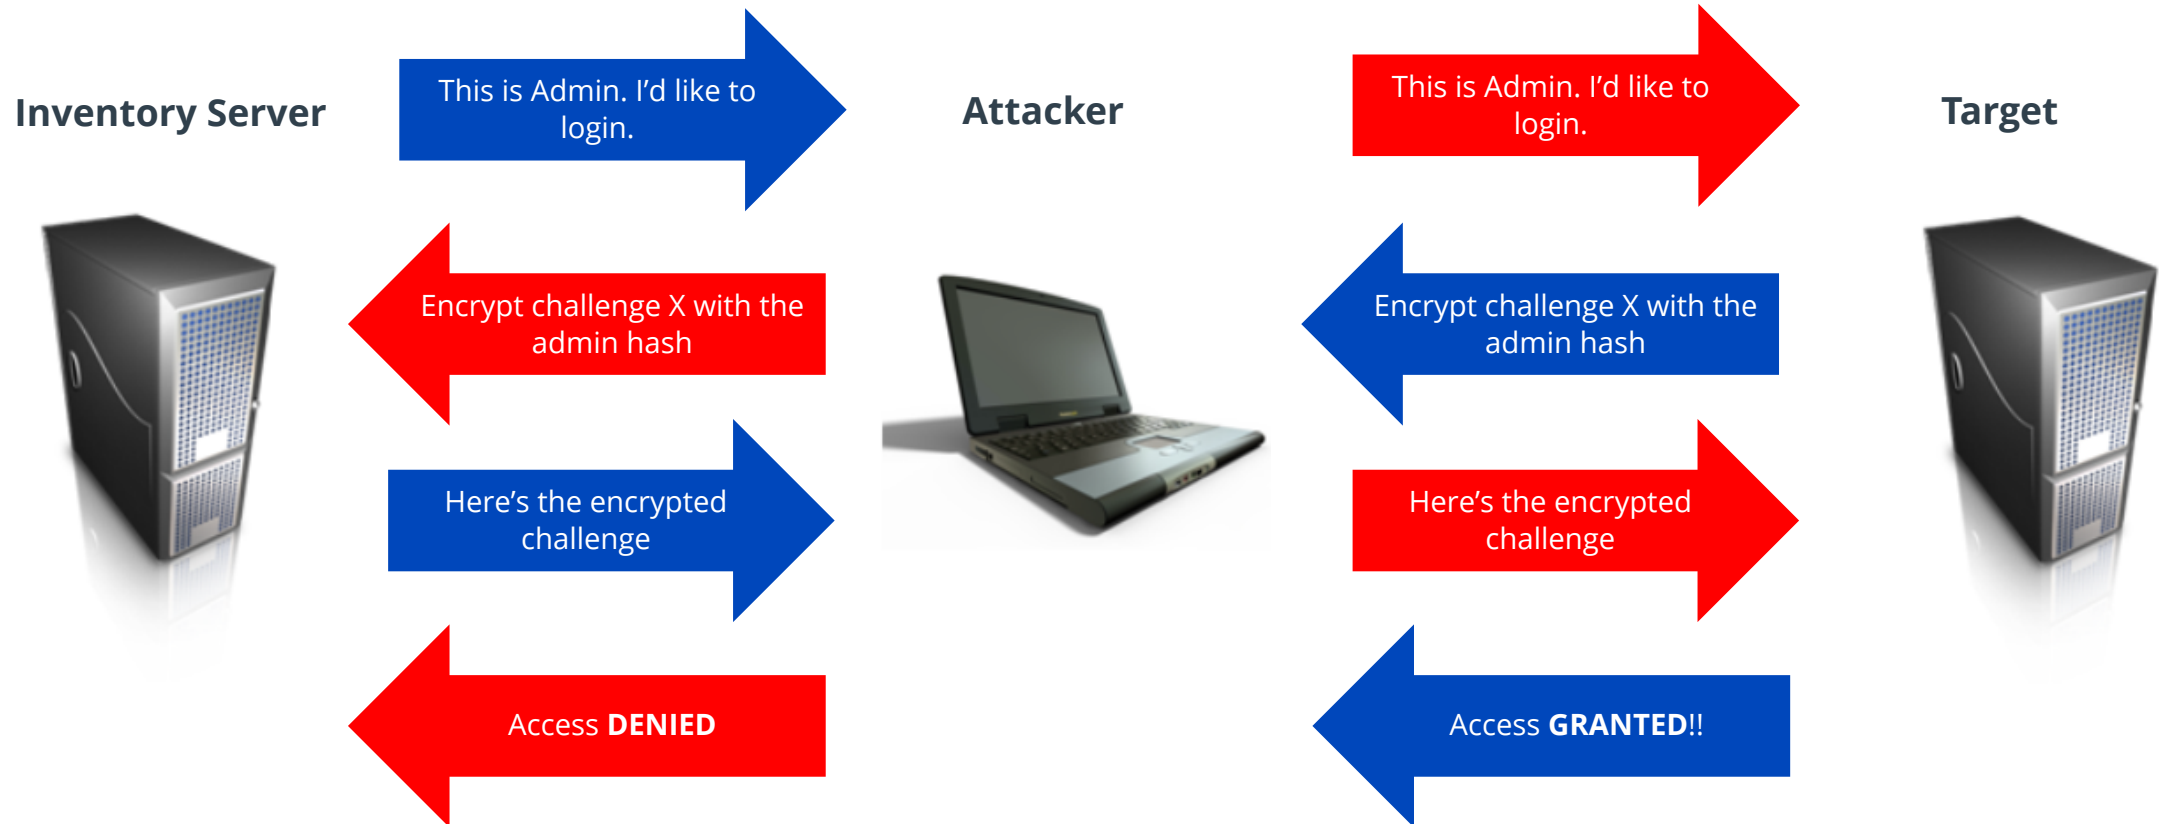 Inventory Server
This is Admin. I’d like to
login.
Attacker
This is Admin. I’d like to
login.
Target
Encrypt challenge X with the
admin hash
Encrypt challenge X with the
admin hash
Here’s the encrypted
challenge
Here’s the encrypted
challenge
Access DENIED
Access GRANTED!!